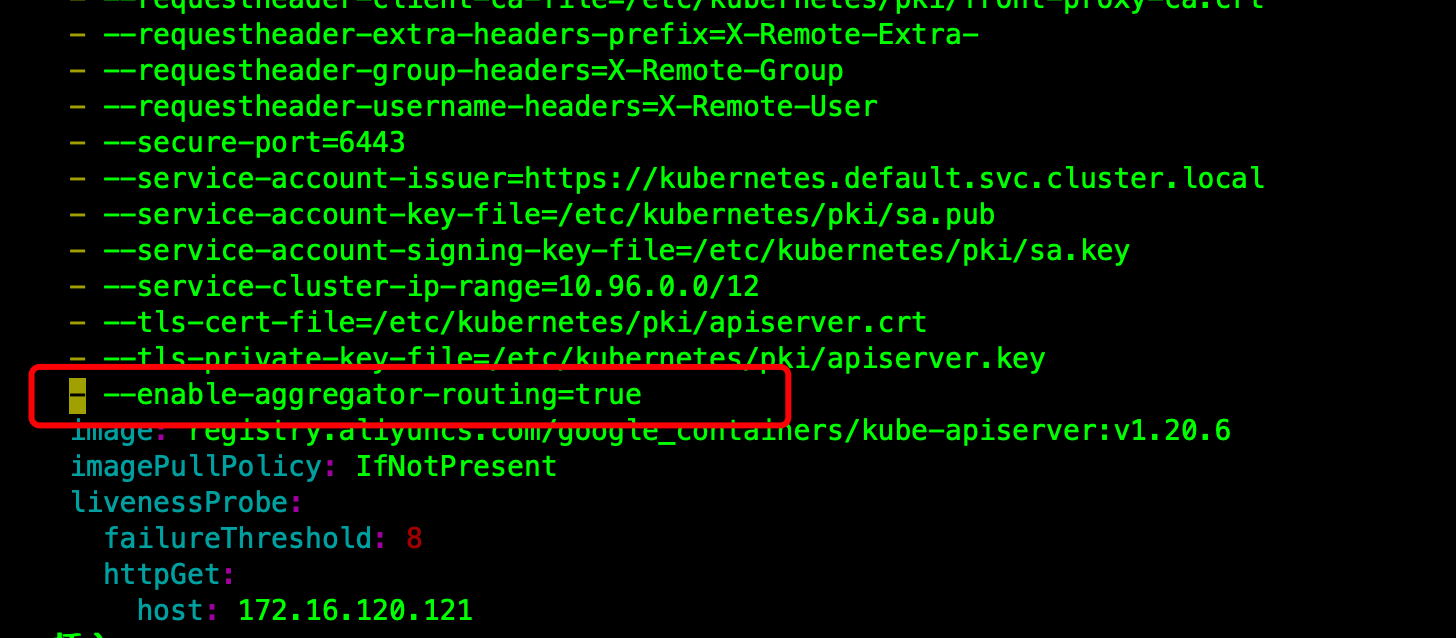 - --requestheader-client-ca-file=/etc/kubernetes/pki/front-proxy-ca.crt
- --requestheader-extra-headers-prefix=X-Remote-Extra-
- --requestheader-group-headers=X-Remote-Group
- --requestheader-username-headers=X-Remote-User
- --secure-port=6443
- --service-account-issuer=https://kubernetes.default.svc.cluster.local
- --service-account-key-file=/etc/kubernetes/pki/sa.pub
- --service-account-signing-key-file=/etc/kubernetes/pki/sa.key
- --service-cluster-ip-range=10.96.0.0/12
- --tls-cert-file=/etc/kubernetes/pki/apiserver.crt
- --tls-private-key-file=/etc/kubernetes/pki/apiserver.key
- --enable-aggregator-routing=true
image: registry.aliyuncs.com/google_containers/kube-apiserver:v1.20.6
imagePullPolicy: IfNotPresent
livenessProbe:
failureThreshold: 8
httpGet:
host: 172.16.120.121